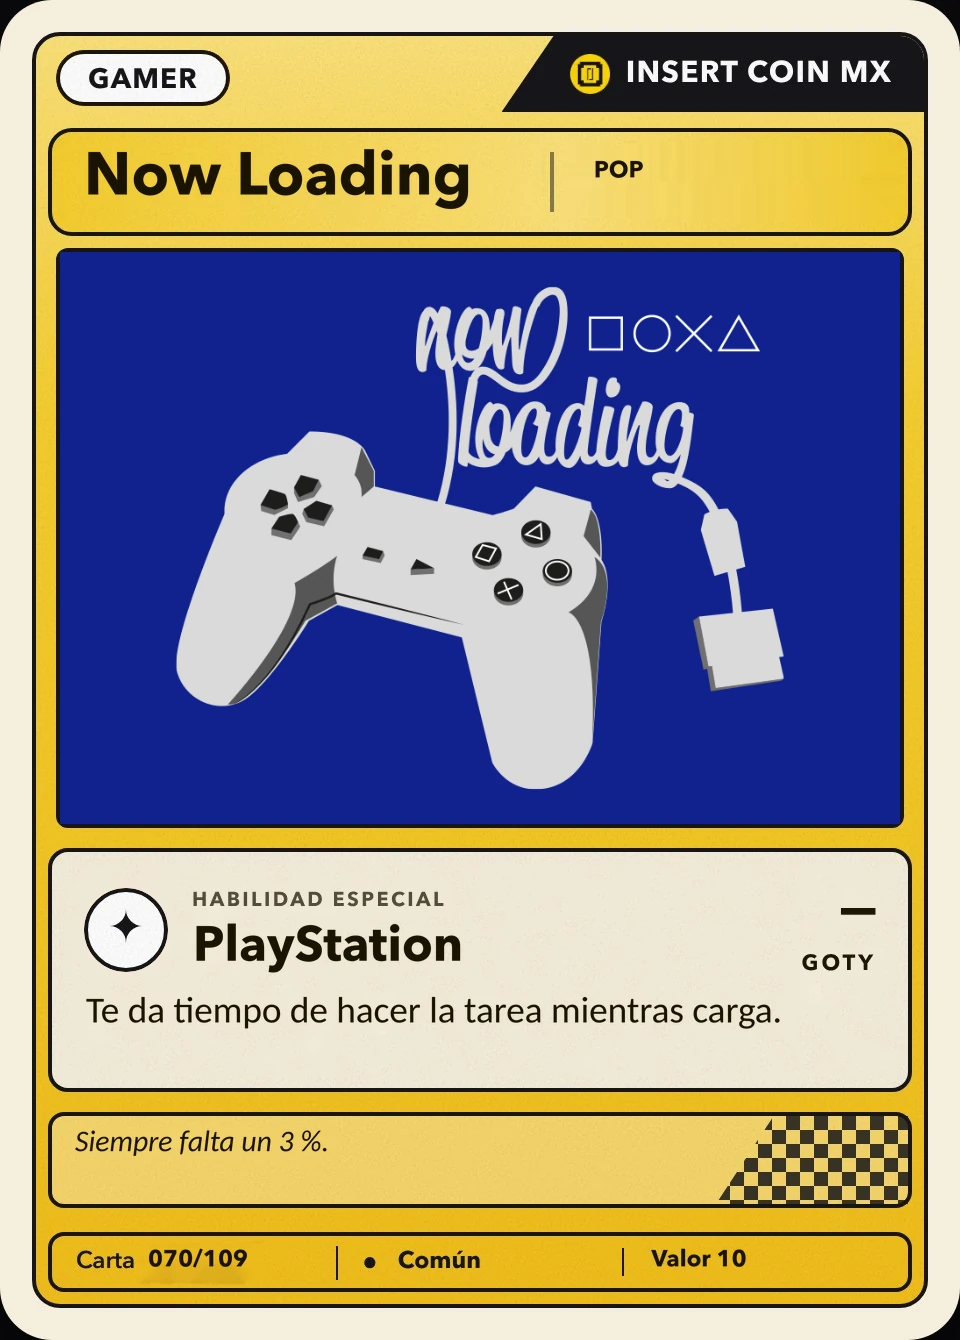 GAMER
INSERT COIN MX
Now Loading
POP
now
loading
HABILIDAD ESPECIAL
PlayStation
—
GOTY
Te da tiempo de hacer la tarea mientras carga.
Siempre falta un 3 %.
Carta 070/109
• Común
Valor 10